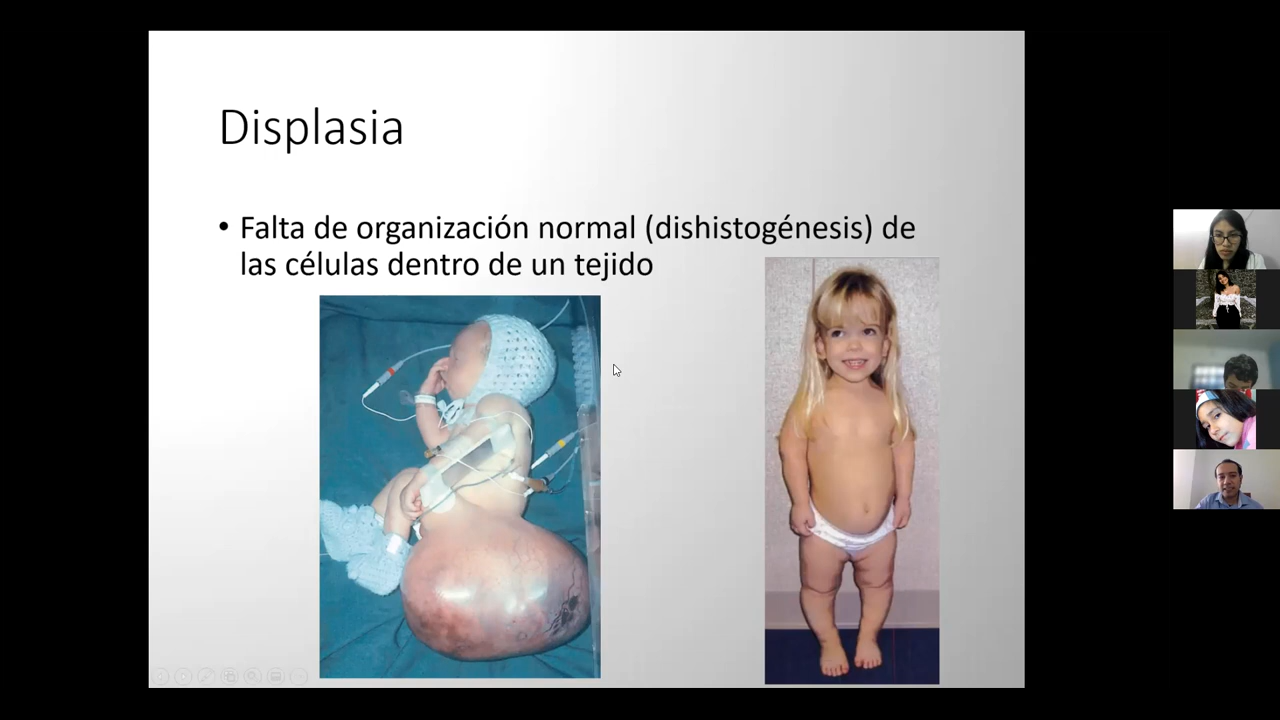 Displasia
• Falta de organización normal (dishistogénesis) de
las células dentro de un tejido